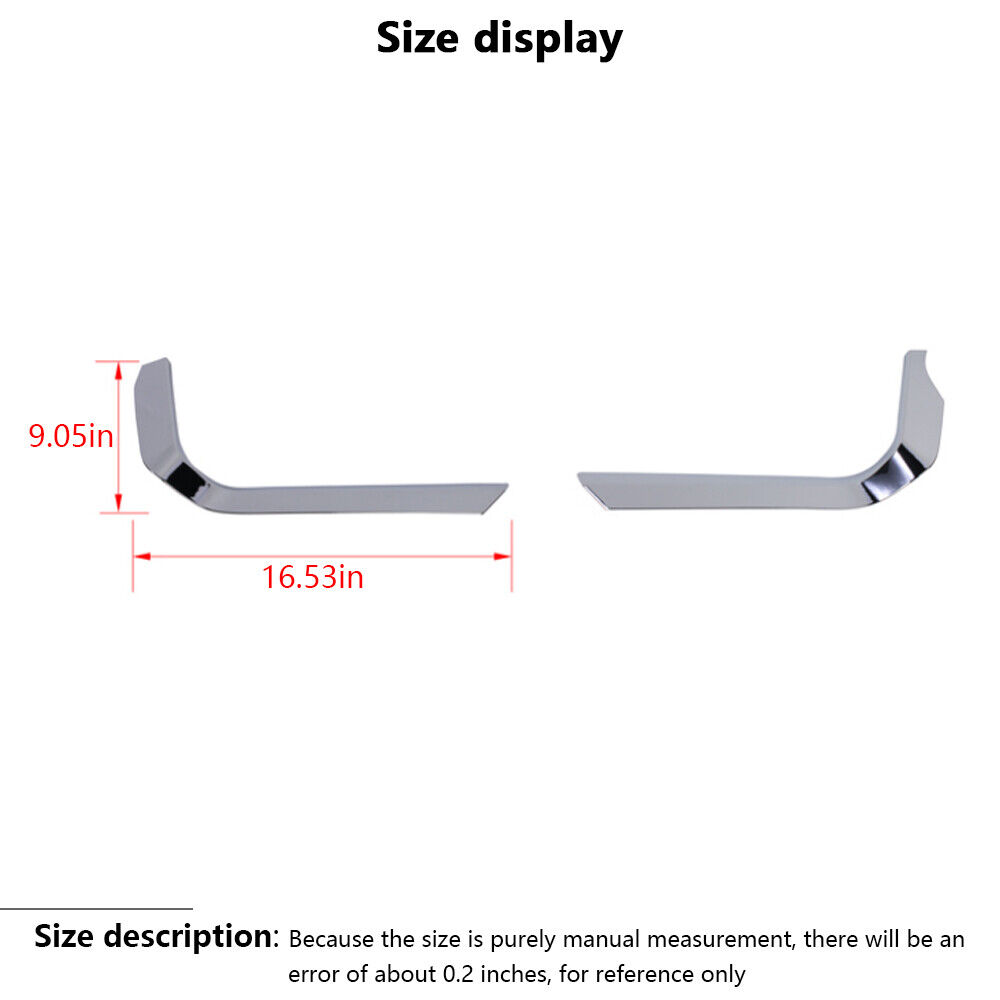 Size display
9.05in
16.53in
Size description: Because the size is purely manual measurement, there will be an
error of about 0.2 inches, for reference only